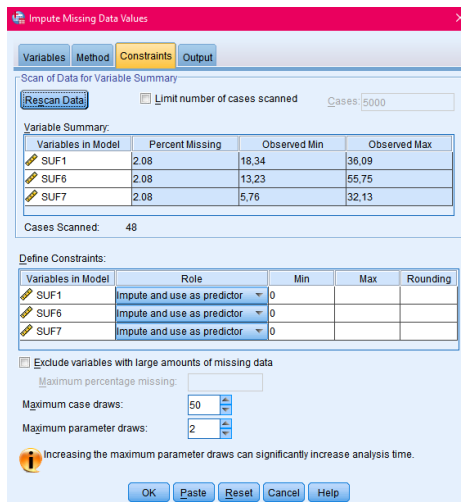 Impute Missing Data Values
Variables Method Constraints Output
Scan of Data for Variable Summary
Rescan Data Limit number of cases scanned Cases: 5000
Variable Summary:
Variables in Model Percent Missing Observed Min Observed Max
SUF1 2.08 18,34 36,09
SUF6 2.08 13,23 55,75
SUF7 2.08 5,76 32,13
Cases Scanned: 48
Define Constraints:
Variables in Model Role Min Max Rounding
SUF1 Impute and use as predictor 0
SUF6 Impute and use as predictor 0
SUF7 Impute and use as predictor 0
Exclude variables with large amounts of missing data
Maximum percentage missing:
Maximum case draws: 50
Maximum parameter draws: 2
Increasing the maximum parameter draws can significantly increase analysis time.
OK Paste Reset Cancel Help